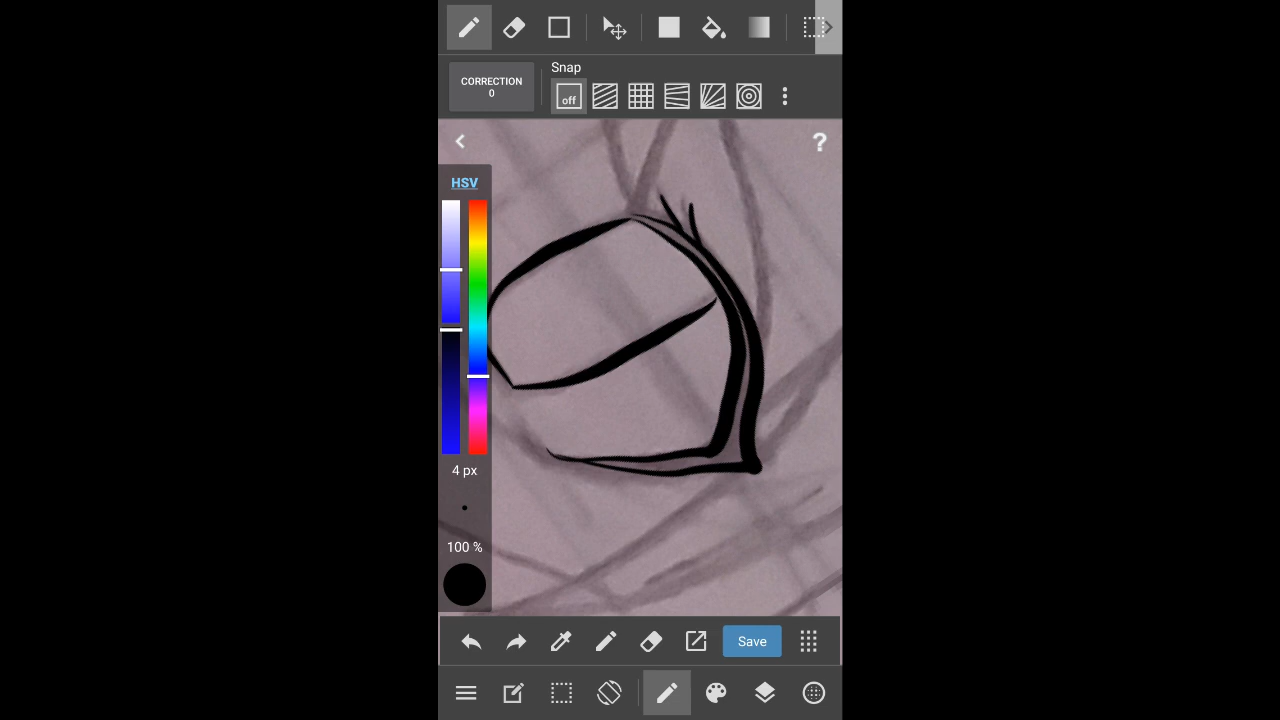 CORRECTION
0
Snap
off
?
HSV
4 px
100 %
Save